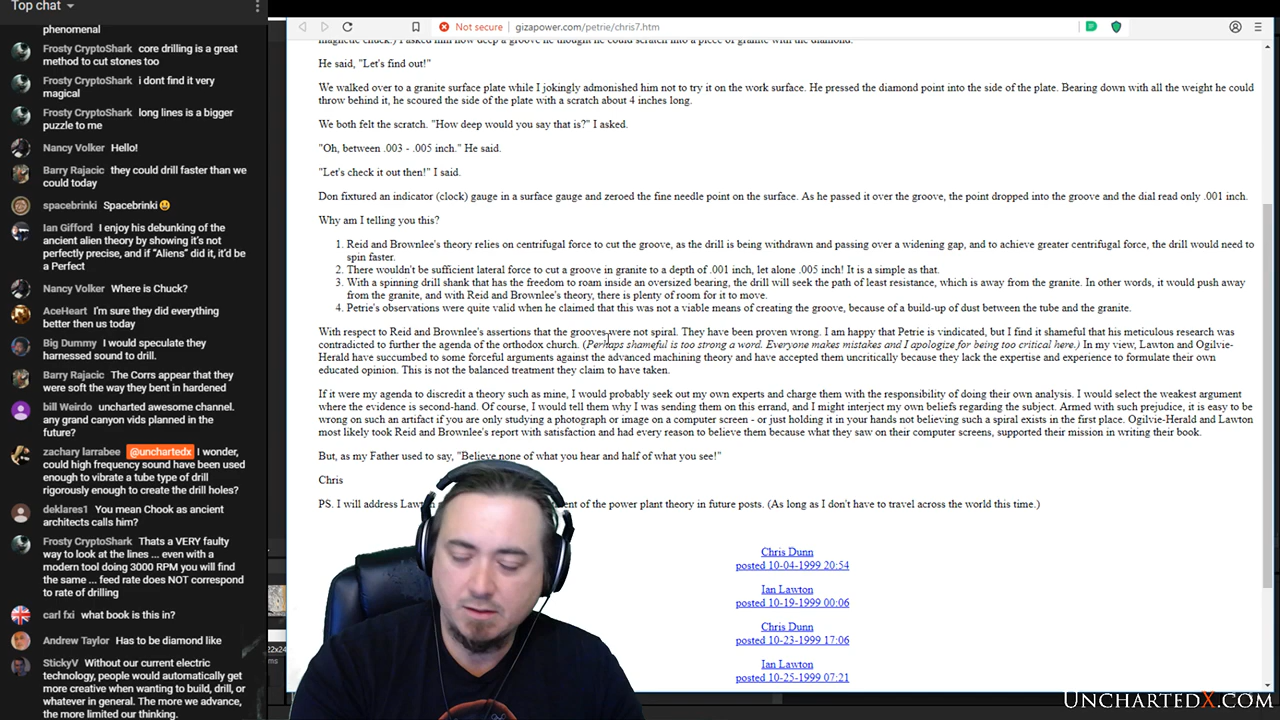 Top chat
phenomenal
Frosty CryptoShark core drilling is a great
method to cut stones too
Frosty CryptoShark i dont find it very
magical
Frosty CryptoShark long lines is a bigger
puzzle to me
Nancy Volker Hello!
Barry Rajacic they could drill faster than we
could today
spacebrinki Spacebrinki😃
Ian Gifford I enjoy his debunking of the
ancient alien theory by showing it's not
perfectly precise, and if "Aliens" did it, it'd be
a Perfect
Nancy Volker Where is Chuck?
AceHeart I'm sure they did everything
better then us today
Big Dummy I would speculate they
harnessed sound to drill.
Barry Rajacic The Corrs appear that they
were soft the way they bent in hardened
bill Weirdo uncharted awesome channel.
any grand canyon vids planned in the
future?
zachary larrabee @unchartedx I wonder,
could high frequency sound have been used
enough to vibrate a tube type of drill
rigorously enough to create the drill holes?
deklares1 You mean Chook as ancient
architects calls him?
Frosty CryptoShark Thats a VERY faulty
way to look at the lines ... even with a
modern tool doing 3000 RPM you will find
the same ... feed rate does NOT correspond
to rate of drilling
carl fxi what book is this in?
Andrew Taylor Has to be diamond like
StickyV Without our current electric
technology, people would automatically get
more creative when wanting to build, drill, or
whatever in general. The more we advance,
the more limited our thinking.
Not secure gizapower.com/petrie/chris7.htm
magnetic chuck.) I asked him how deep a groove he thought he could scratch into a piece of granite with the diamond.
He said, "Let's find out!"
We walked over to a granite surface plate while I jokingly admonished him not to try it on the work surface. He pressed the diamond point into the side of the plate. Bearing down with all the weight he could
throw behind it, he scoured the side of the plate with a scratch about 4 inches long.
We both felt the scratch. "How deep would you say that is?" I asked.
"Oh, between .003 - .005 inch." He said.
"Let's check it out then!" I said.
Don fixtured an indicator (clock) gauge in a surface gauge and zeroed the fine needle point on the surface. As he passed it over the groove, the point dropped into the groove and the dial read only .001 inch.
Why am I telling you this?
1. Reid and Brownlee's theory relies on centrifugal force to cut the groove, as the drill is being withdrawn and passing over a widening gap, and to achieve greater centrifugal force, the drill would need to
spin faster.
2. There wouldn't be sufficient lateral force to cut a groove in granite to a depth of .001 inch, let alone .005 inch! It is a simple as that.
3. With a spinning drill shank that has the freedom to roam inside an oversized bearing, the drill will seek the path of least resistance, which is away from the granite. In other words, it would push away
from the granite, and with Reid and Brownlee's theory, there is plenty of room for it to move.
4. Petrie's observations were quite valid when he claimed that this was not a viable means of creating the groove, because of a build-up of dust between the tube and the granite.
With respect to Reid and Brownlee's assertions that the grooves were not spiral. They have been proven wrong. I am happy that Petrie is vindicated, but I find it shameful that his meticulous research was
contradicted to further the agenda of the orthodox church. (Perhaps shameful is too strong a word. Everyone makes mistakes and I apologize for being too critical here.) In my view, Lawton and Ogilvie-
Herald have succumbed to some forceful arguments against the advanced machining theory and have accepted them uncritically because they lack the expertise and experience to formulate their own
educated opinion. This is not the balanced treatment they claim to have taken.
If it were my agenda to discredit a theory such as mine, I would probably seek out my own experts and charge them with the responsibility of doing their own analysis. I would select the weakest argument
where the evidence is second-hand. Of course, I would tell them why I was sending them on this errand, and I might interject my own beliefs regarding the subject. Armed with such prejudice, it is easy to be
wrong on such an artifact if you are only studying a photograph or image on a computer screen - or just holding it in your hands not believing such a spiral exists in the first place. Ogilvie-Herald and Lawton
most likely took Reid and Brownlee's report with satisfaction and had every reason to believe them because what they saw on their computer screens, supported their mission in writing their book.
But, as my Father used to say, "Believe none of what you hear and half of what you see!"
Chris
PS. I will address Law ent of the power plant theory in future posts. (As long as I don't have to travel across the world this time.)
Chris Dunn
posted 10-04-1999 20:54
Ian Lawton
posted 10-19-1999 00:06
Chris Dunn
posted 10-23-1999 17:06
Ian Lawton
posted 10-25-1999 07:21
UnchartedX.com